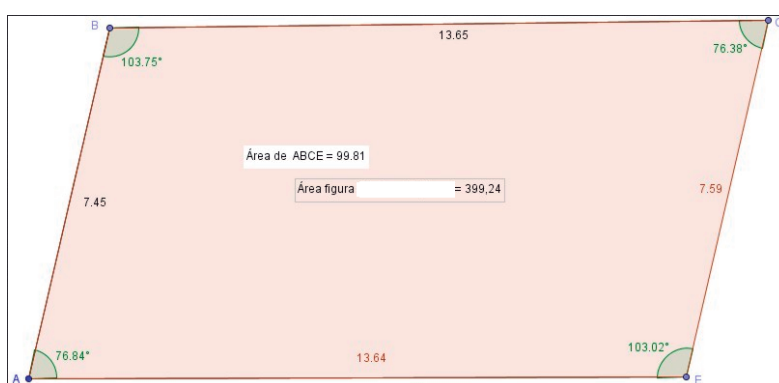 B
C
13.65
103.75°
76.38°
Área de ABCE = 99.81
Área figura = 399,24
7.45
7.59
76.84°
13.64
103.02°
A
E